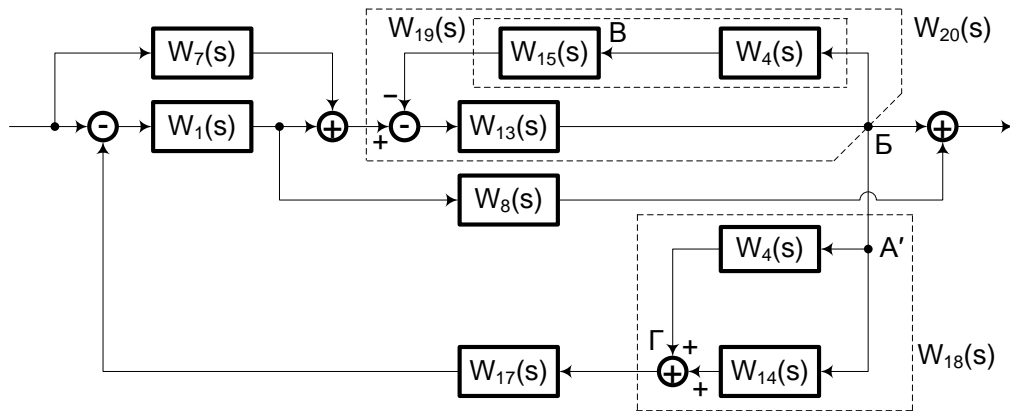 W19(s)
W20(s)
W7(s)
W15(s)
В
W4(s)
−
-
W1(s)
+
+
-
W13(s)
Б
+
W8(s)
W4(s)
А′
Г
+
W17(s)
+
+
W14(s)
W18(s)